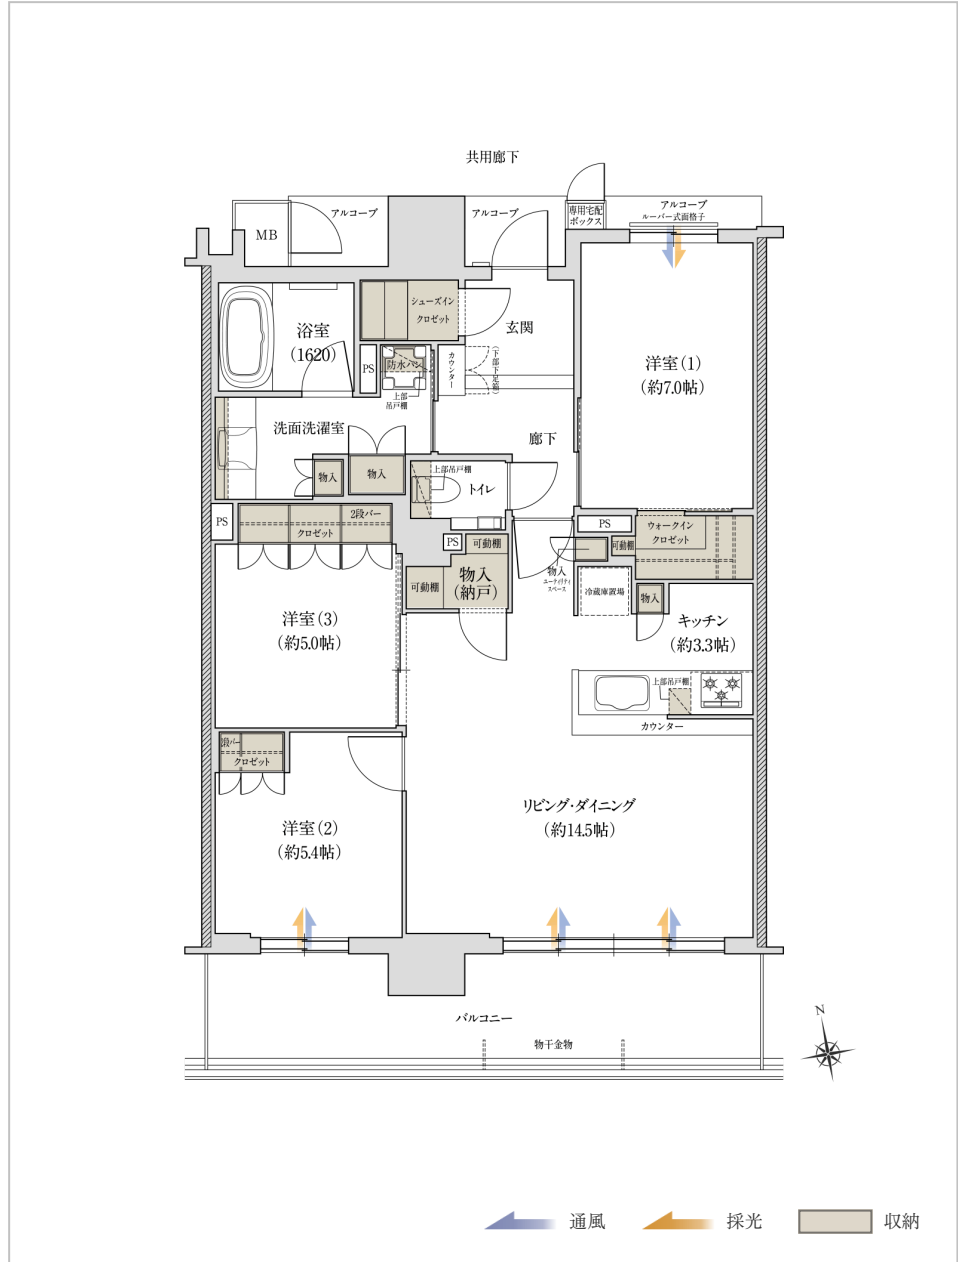 共用廊下
アルコーブ
アルコーブ
専用宅配
ボックス
アルコーブ
ルーバー式面格子
MB
シューズイン
クロゼット
玄関
浴室
(1620)
PS
防水パン
カウンター
(下部下足箱)
洋室(1)
(約7.0帖)
上部
吊戸棚
洗面洗濯室
廊下
物入
物入
上部吊戸棚
トイレ
PS
2段バー
クロゼット
PS
可動棚
PS
ウォークイン
クロゼット
可動棚
物入
ユーティリティ
スペース
可動棚
物入
(納戸)
冷蔵庫置場
物入
キッチン
(約3.3帖)
洋室(3)
(約5.0帖)
上部吊戸棚
カウンター
2段バー
クロゼット
リビング・ダイニング
(約14.5帖)
洋室(2)
(約5.4帖)
バルコニー
物干金物
N
通風
採光
収納